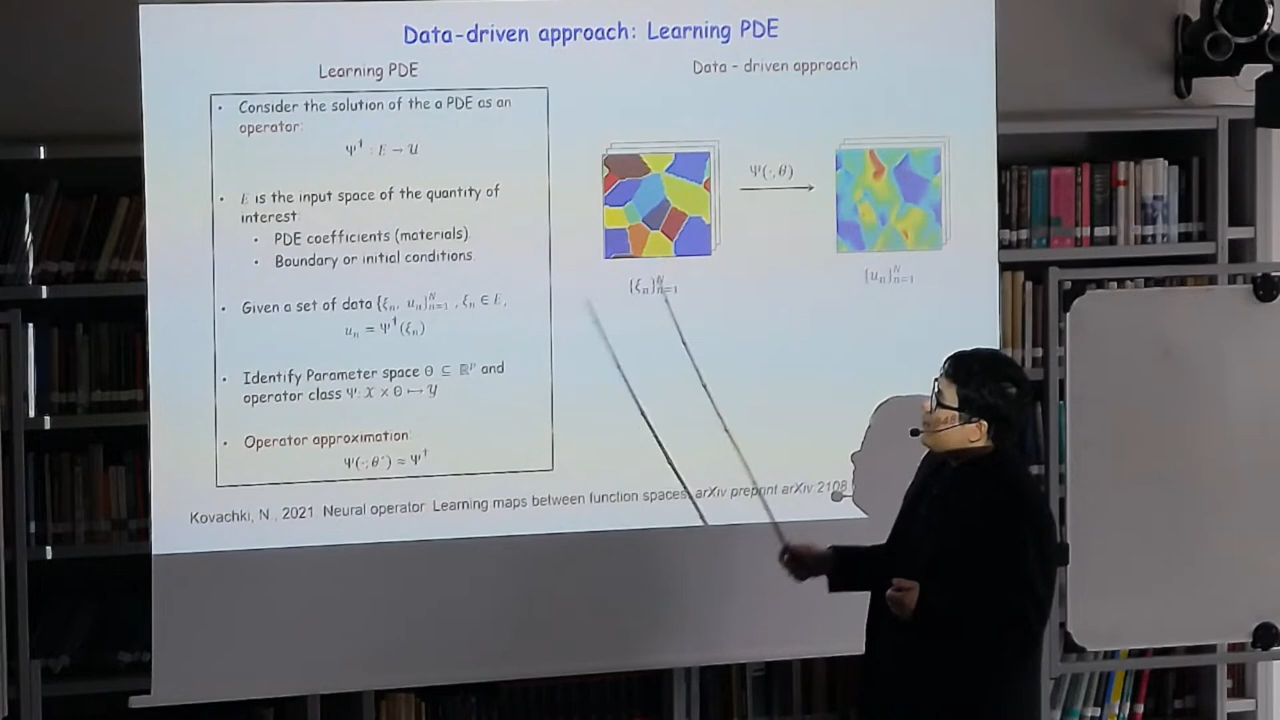 Data-driven approach: Learning PDE
Learning PDE
• Consider the solution of the a PDE as an
operator:
Ψ† : E → U
• E is the input space of the quantity of
interest:
• PDE coefficients (materials).
• Boundary or initial conditions.
• Given a set of data {ξₙ, uₙ}ᴺₙ₌₁, ξₙ ∈ E,
uₙ = Ψ†(ξₙ)
• Identify Parameter space Θ ⊆ ℝᵖ and
operator class Ψ: X × Θ ↦ Y
• Operator approximation:
Ψ(·; θ*) ≈ Ψ†
Data - driven approach
Ψ(·; θ)
{ξₙ}ᴺₙ₌₁
{uₙ}ᴺₙ₌₁
Kovachki, N., 2021. Neural operator: Learning maps between function spaces. arXiv preprint arXiv:2108